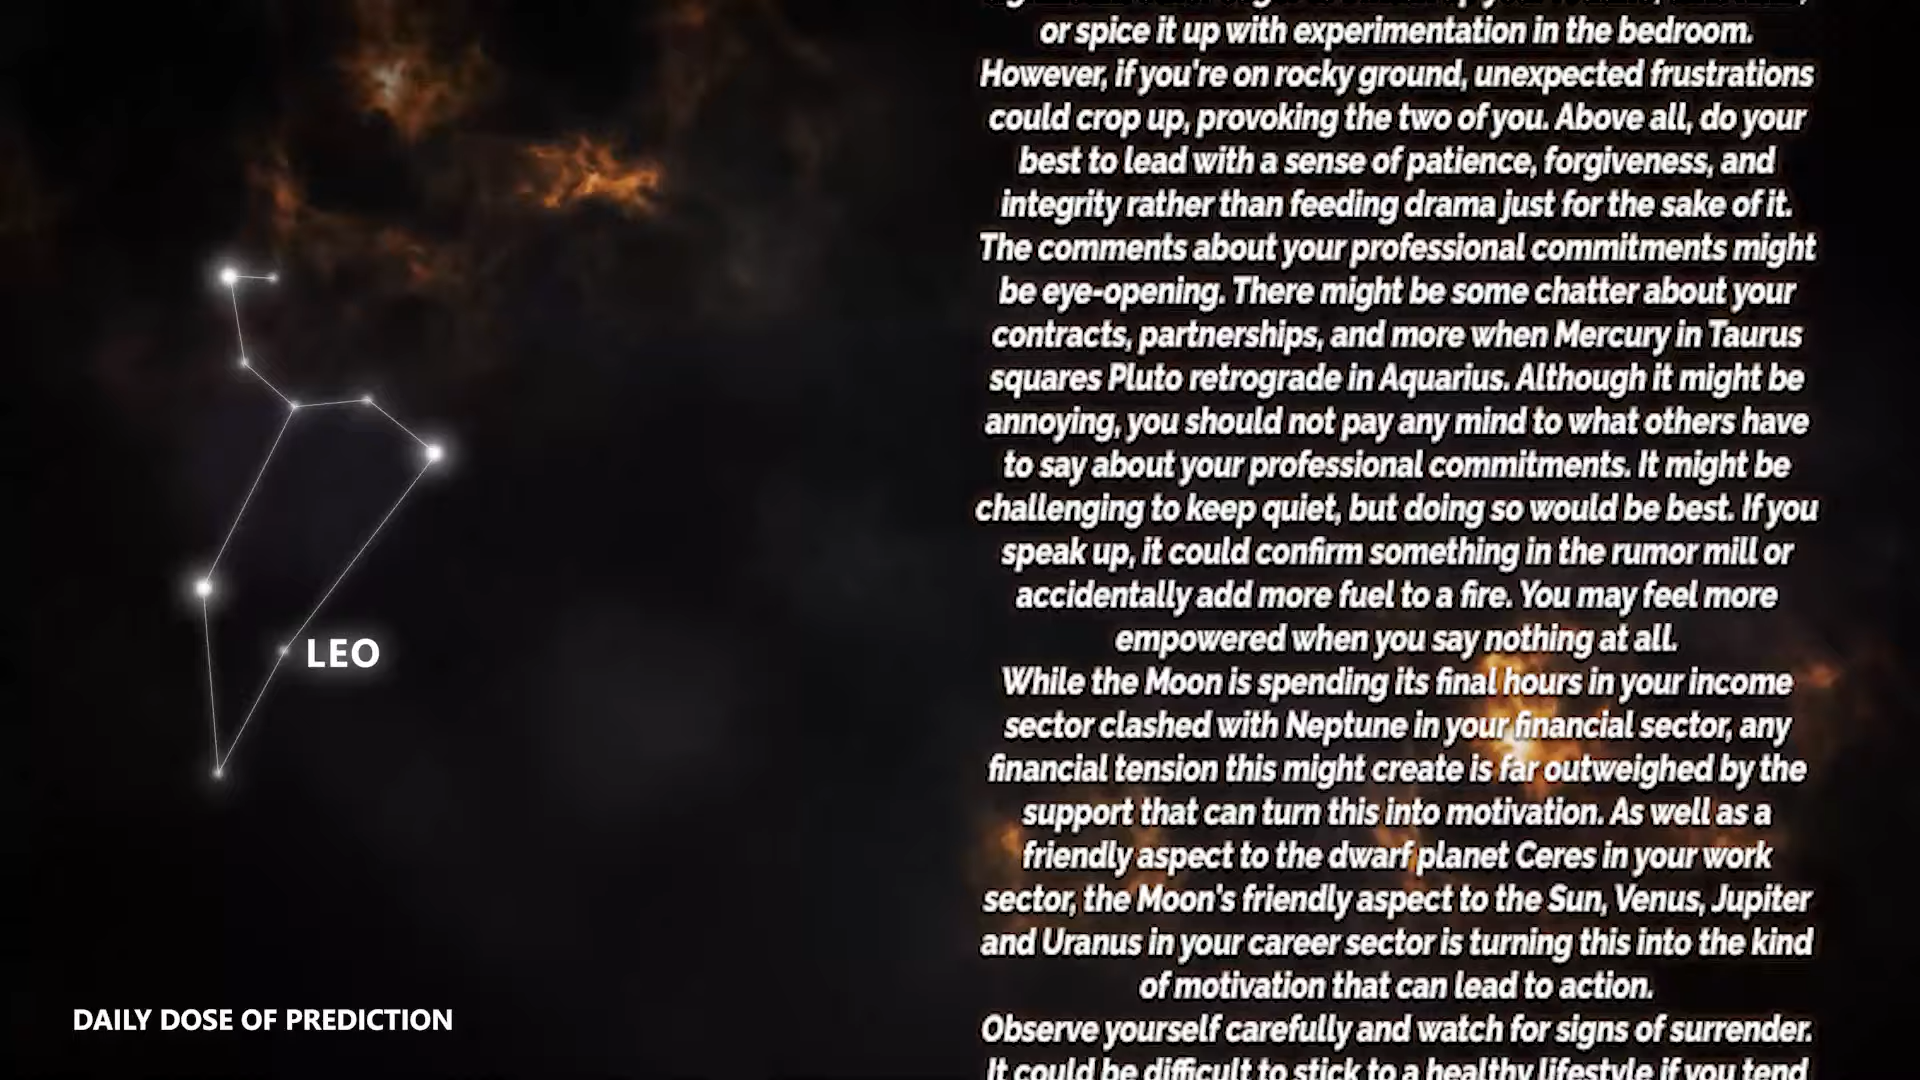 or spice it up with experimentation in the bedroom.
However, if you're on rocky ground, unexpected frustrations
could crop up, provoking the two of you. Above all, do your
best to lead with a sense of patience, forgiveness, and
integrity rather than feeding drama just for the sake of it.
The comments about your professional commitments might
be eye-opening. There might be some chatter about your
contracts, partnerships, and more when Mercury in Taurus
squares Pluto retrograde in Aquarius. Although it might be
annoying, you should not pay any mind to what others have
to say about your professional commitments. It might be
challenging to keep quiet, but doing so would be best. If you
speak up, it could confirm something in the rumor mill or
accidentally add more fuel to a fire. You may feel more
empowered when you say nothing at all.
While the Moon is spending its final hours in your income
sector clashed with Neptune in your financial sector, any
financial tension this might create is far outweighed by the
support that can turn this into motivation. As well as a
friendly aspect to the dwarf planet Ceres in your work
sector, the Moon's friendly aspect to the Sun, Venus, Jupiter
and Uranus in your career sector is turning this into the kind
of motivation that can lead to action.
Observe yourself carefully and watch for signs of surrender.
It could be difficult to stick to a healthy lifestyle if you tend
LEO
DAILY DOSE OF PREDICTION